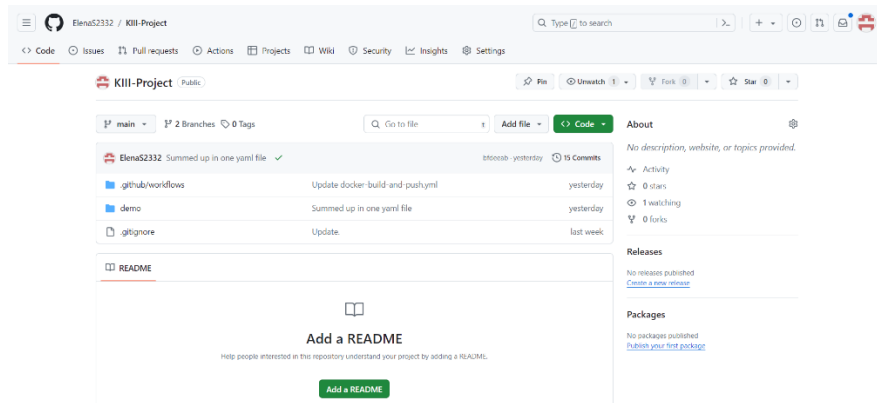 ElenaS2332 / KIII-Project
Type / to search
Code Issues Pull requests Actions Projects Wiki Security Insights Settings
KIII-Project Public
Pin Unwatch 1 Fork 0 Star 0
main 2 Branches 0 Tags Go to file t Add file Code
ElenaS2332 Summed up in one yaml file yesterday 15 Commits
.github/workflows Update docker-build-and-push.yml yesterday
demo Summed up in one yaml file yesterday
.gitignore Update. last week
README
Add a README
Help people interested in this repository understand your project by adding a README.
Add a README
About
No description, website, or topics provided.
Activity
0 stars
1 watching
0 forks
Releases
No releases published
Create a new release
Packages
No packages published
Publish your first package